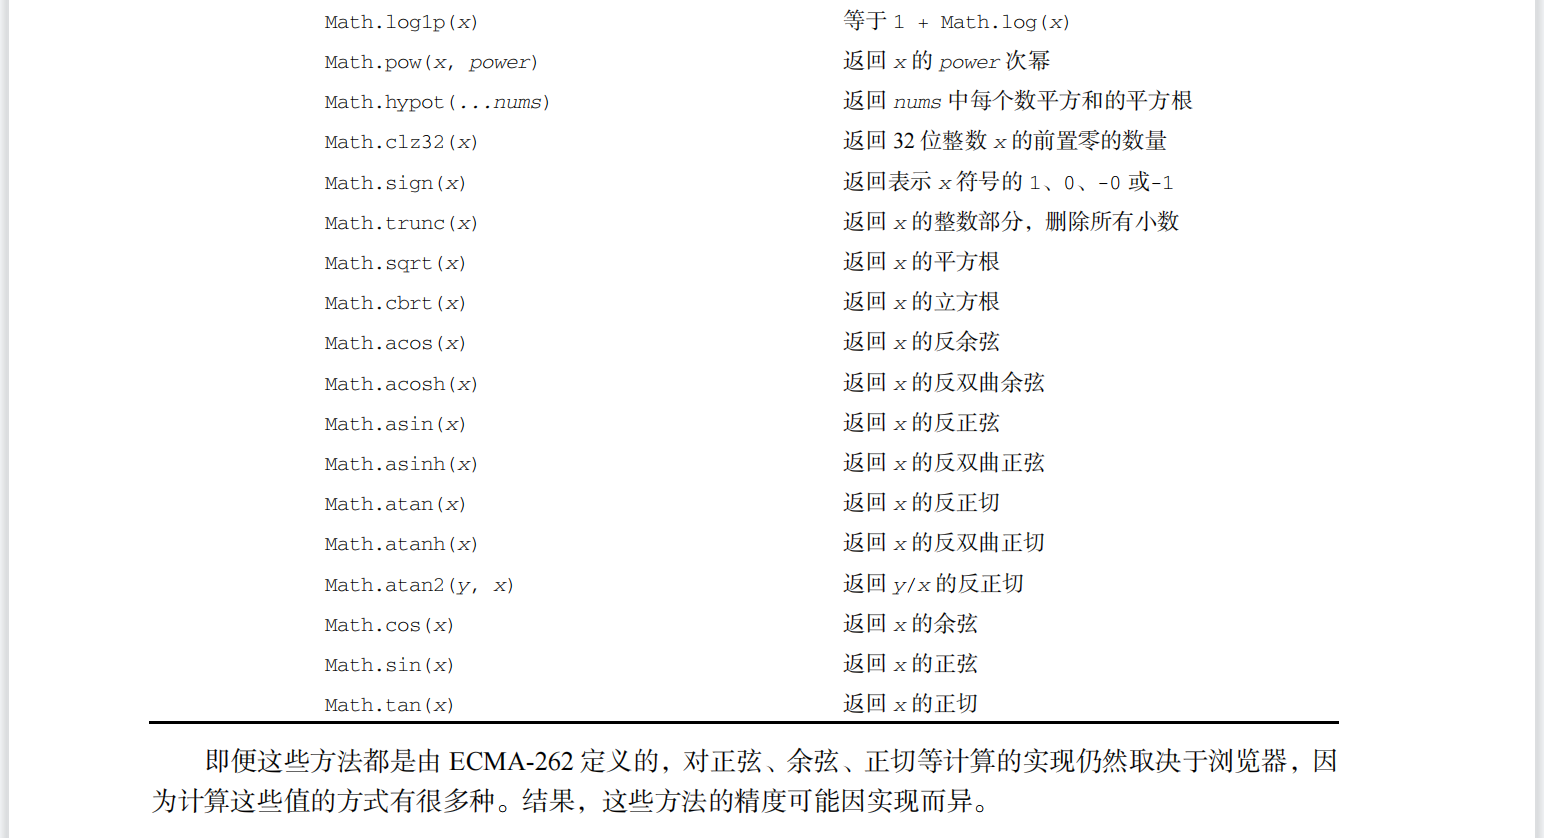 Math.log1p(x) 等于 1 + Math.log(x)
Math.pow(x, power) 返回 x 的 power 次幂
Math.hypot(...nums) 返回 nums 中每个数平方和的平方根
Math.clz32(x) 返回 32 位整数 x 的前置零的数量
Math.sign(x) 返回表示 x 符号的 1、0、-0 或-1
Math.trunc(x) 返回 x 的整数部分，删除所有小数
Math.sqrt(x) 返回 x 的平方根
Math.cbrt(x) 返回 x 的立方根
Math.acos(x) 返回 x 的反余弦
Math.acosh(x) 返回 x 的反双曲余弦
Math.asin(x) 返回 x 的反正弦
Math.asinh(x) 返回 x 的反双曲正弦
Math.atan(x) 返回 x 的反正切
Math.atanh(x) 返回 x 的反双曲正切
Math.atan2(y, x) 返回 y/x 的反正切
Math.cos(x) 返回 x 的余弦
Math.sin(x) 返回 x 的正弦
Math.tan(x) 返回 x 的正切
即便这些方法都是由 ECMA-262 定义的，对正弦、余弦、正切等计算的实现仍然取决于浏览器，因
为计算这些值的方式有很多种。结果，这些方法的精度可能因实现而异。